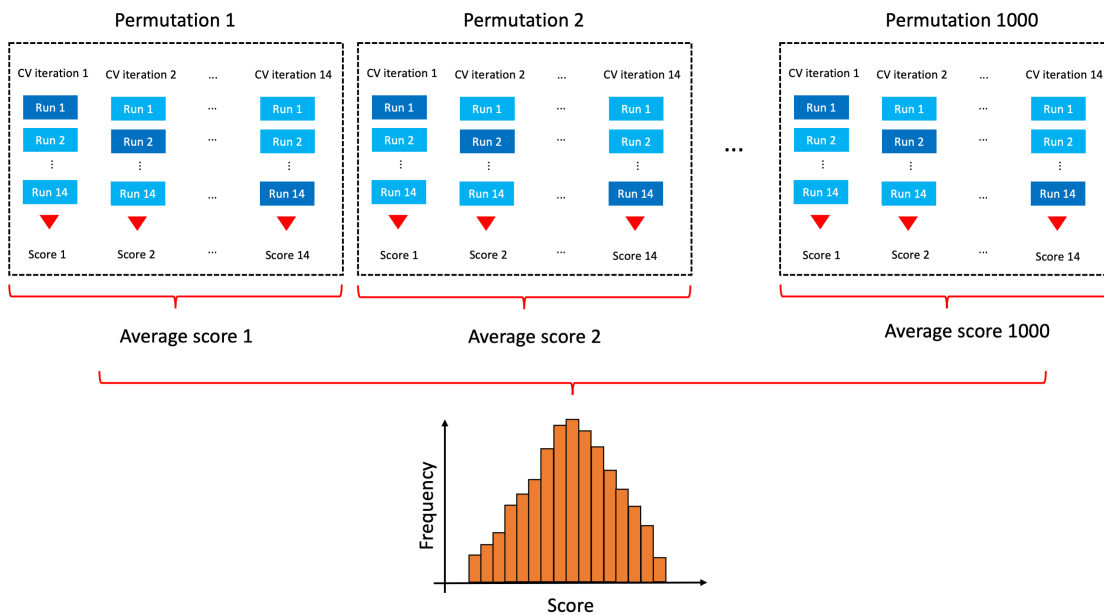 Permutation 1
Permutation 2
Permutation 1000
CV iteration 1 CV iteration 2 ... CV iteration 14
CV iteration 1 CV iteration 2 ... CV iteration 14
CV iteration 1 CV iteration 2 ... CV iteration 14
Run 1 Run 1 ... Run 1
Run 1 Run 1 ... Run 1
Run 1 Run 1 ... Run 1
Run 2 Run 2 ... Run 2
Run 2 Run 2 ... Run 2
Run 2 Run 2 ... Run 2
...
Run 14 Run 14 ... Run 14
Run 14 Run 14 ... Run 14
Run 14 Run 14 ... Run 14
Score 1 Score 2 ... Score 14
Score 1 Score 2 ... Score 14
Score 1 Score 2 ... Score 14
Average score 1
Average score 2
Average score 1000
Frequency
Score